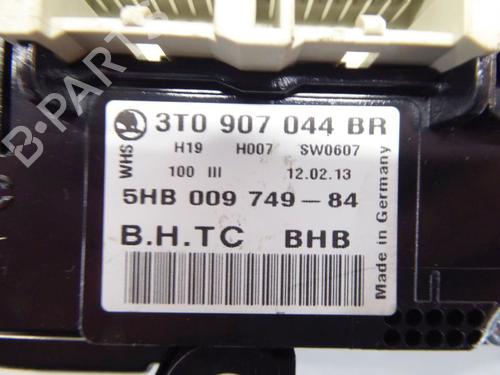 3T0 907 044 BR
WHS
H19 H007 SW0607
100 III 12.02.13
5HB 009 749-84
B.H.TC BHB
Made in Germany